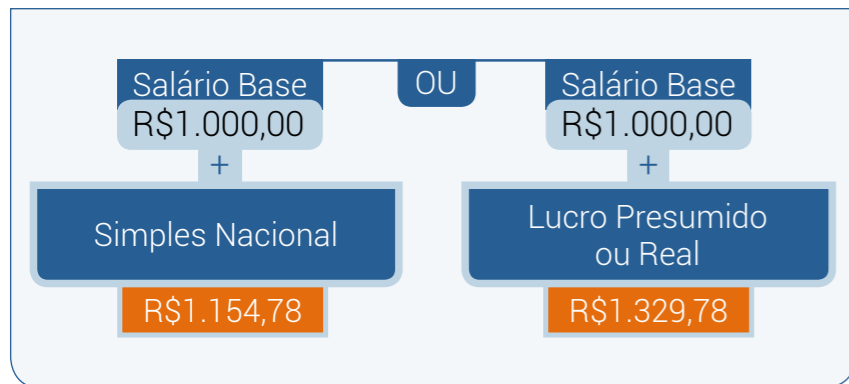 Salário Base
R$1.000,00
+
Simples Nacional
R$1.154,78
OU
Salário Base
R$1.000,00
+
Lucro Presumido
ou Real
R$1.329,78